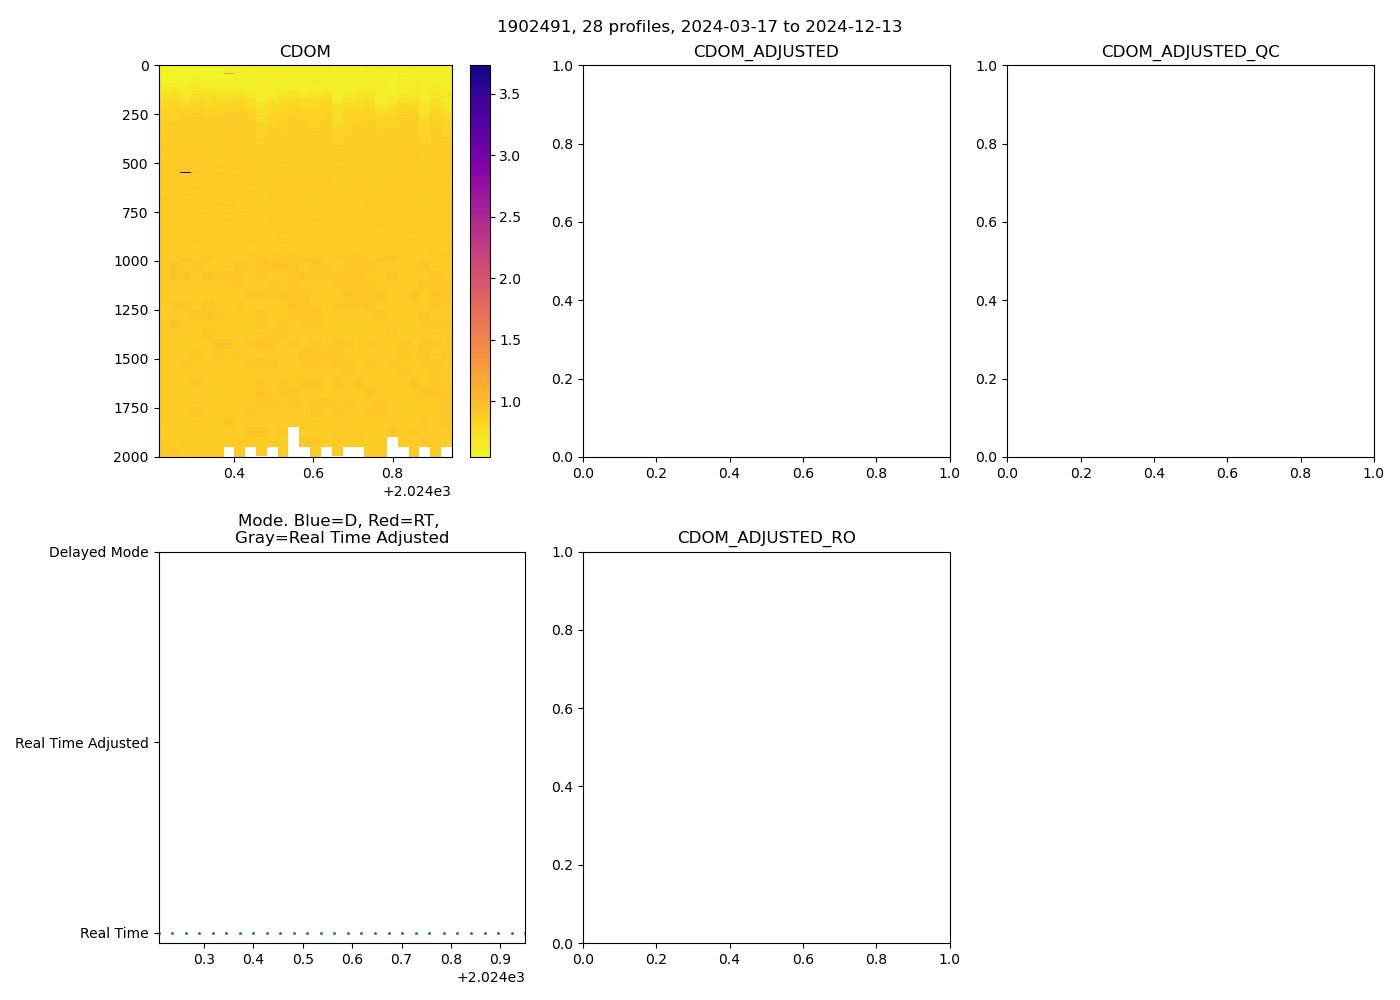 1902491, 28 profiles, 2024-03-17 to 2024-12-13
CDOM
CDOM_ADJUSTED
CDOM_ADJUSTED_QC
0
250
500
750
1000
1250
1500
1750
2000
0.4 0.6 0.8
+2.024e3
3.5
3.0
2.5
2.0
1.5
1.0
1.0
0.8
0.6
0.4
0.2
0.0
0.0 0.2 0.4 0.6 0.8 1.0
1.0
0.8
0.6
0.4
0.2
0.0
0.0 0.2 0.4 0.6 0.8 1.0
Mode. Blue=D, Red=RT,
Gray=Real Time Adjusted
Delayed Mode
Real Time Adjusted
Real Time
0.3 0.4 0.5 0.6 0.7 0.8 0.9
+2.024e3
CDOM_ADJUSTED_RO
1.0
0.8
0.6
0.4
0.2
0.0
0.0 0.2 0.4 0.6 0.8 1.0